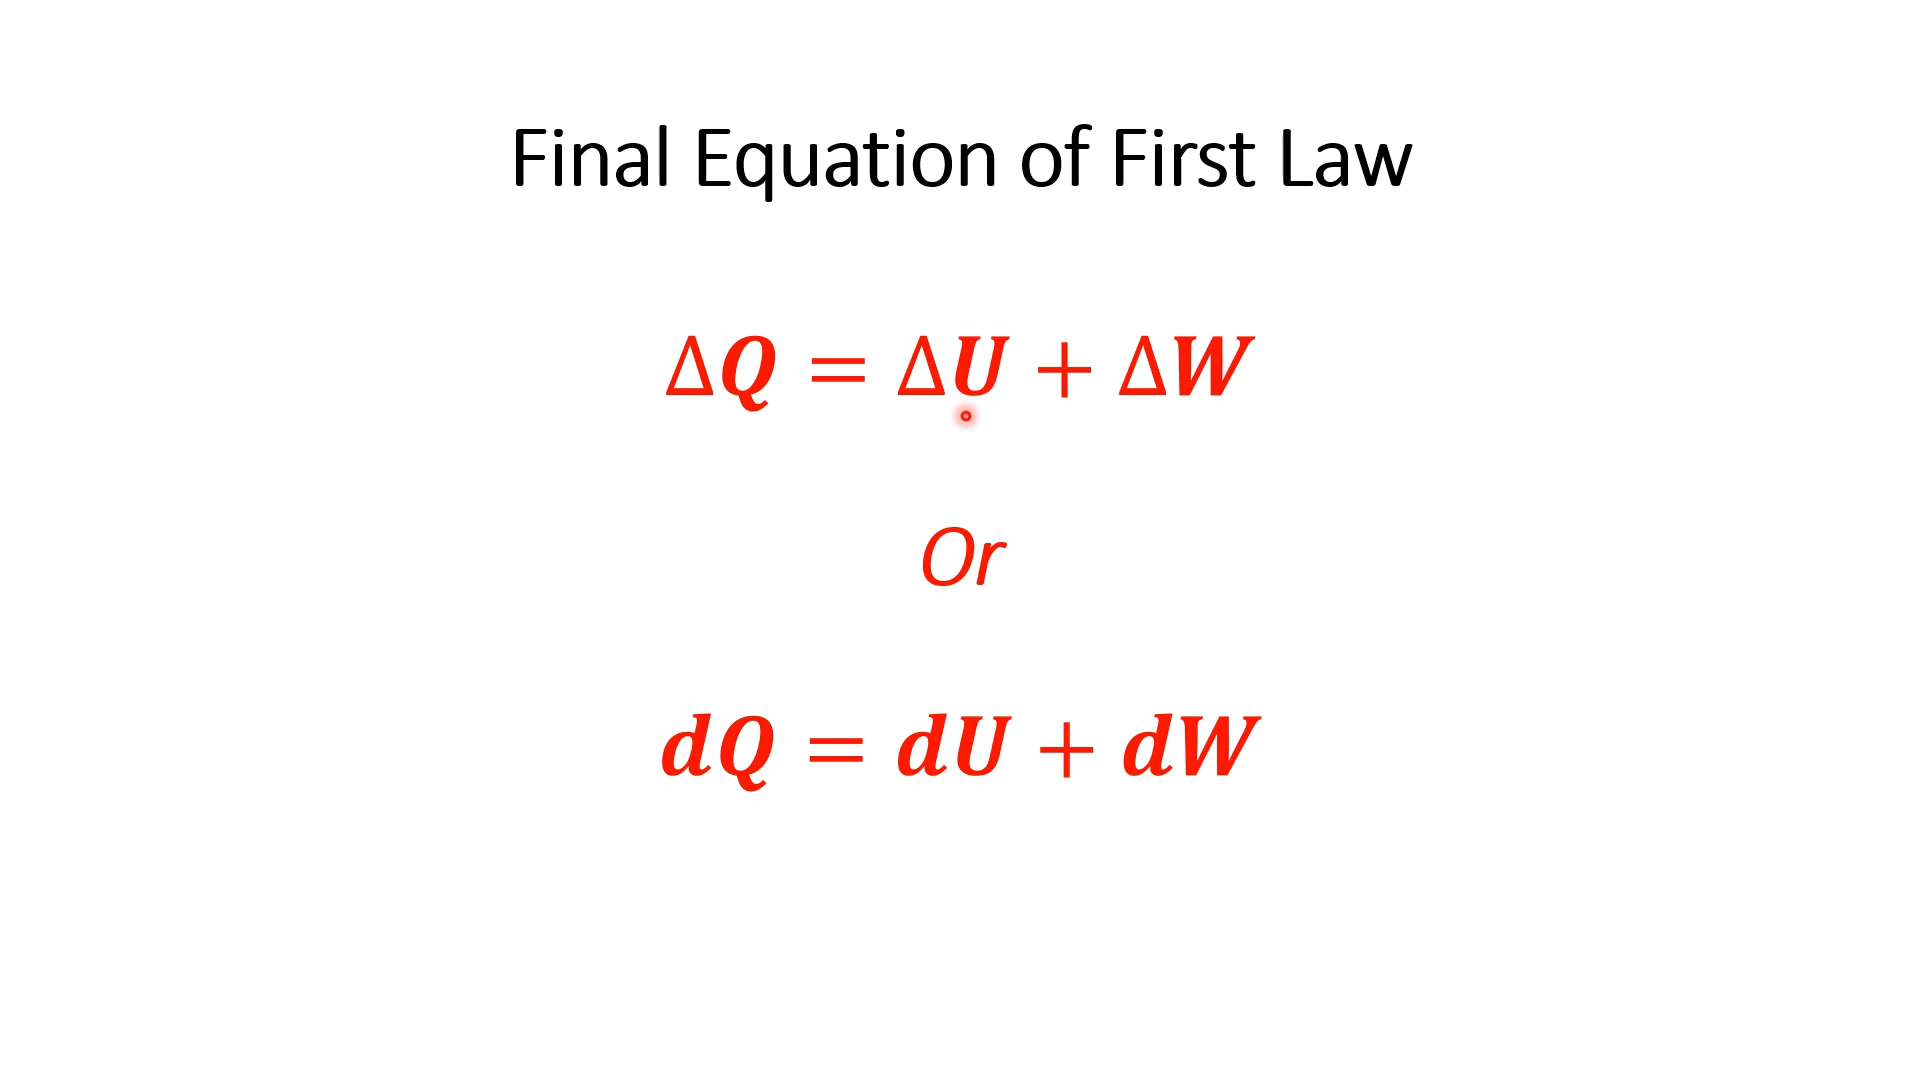 Final Equation of First Law
ΔQ = ΔU + ΔW
Or
dQ = dU + dW